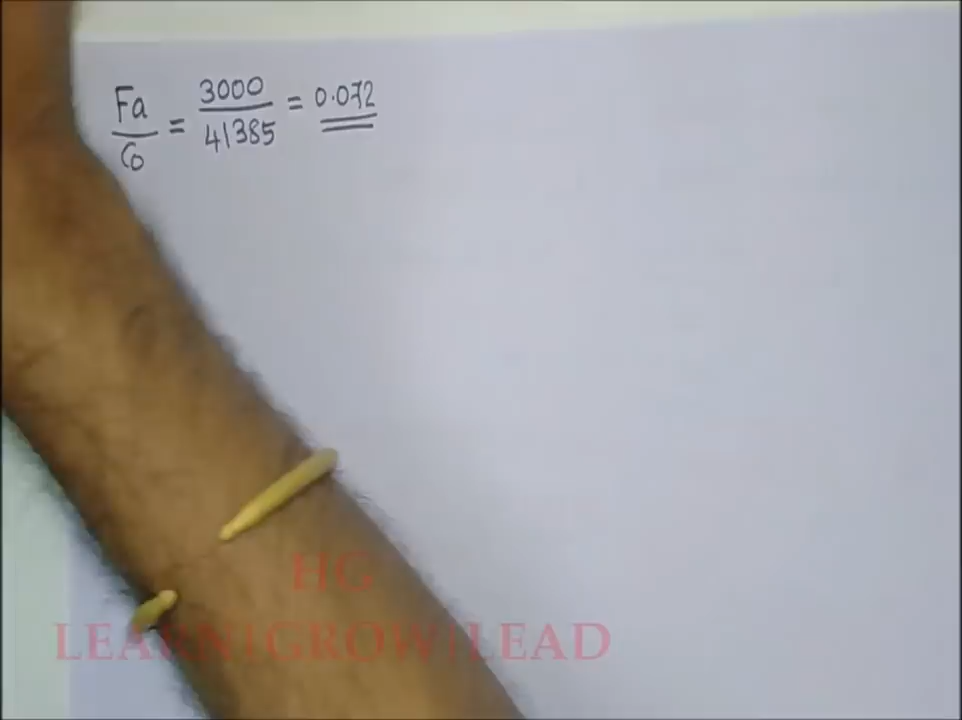 Fa/Co = 3000/41385 = 0.072
HG
LEARN|GROW|LEAD